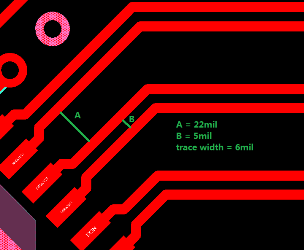 A
B
A = 22mil
B = 5mil
trace width = 6mil